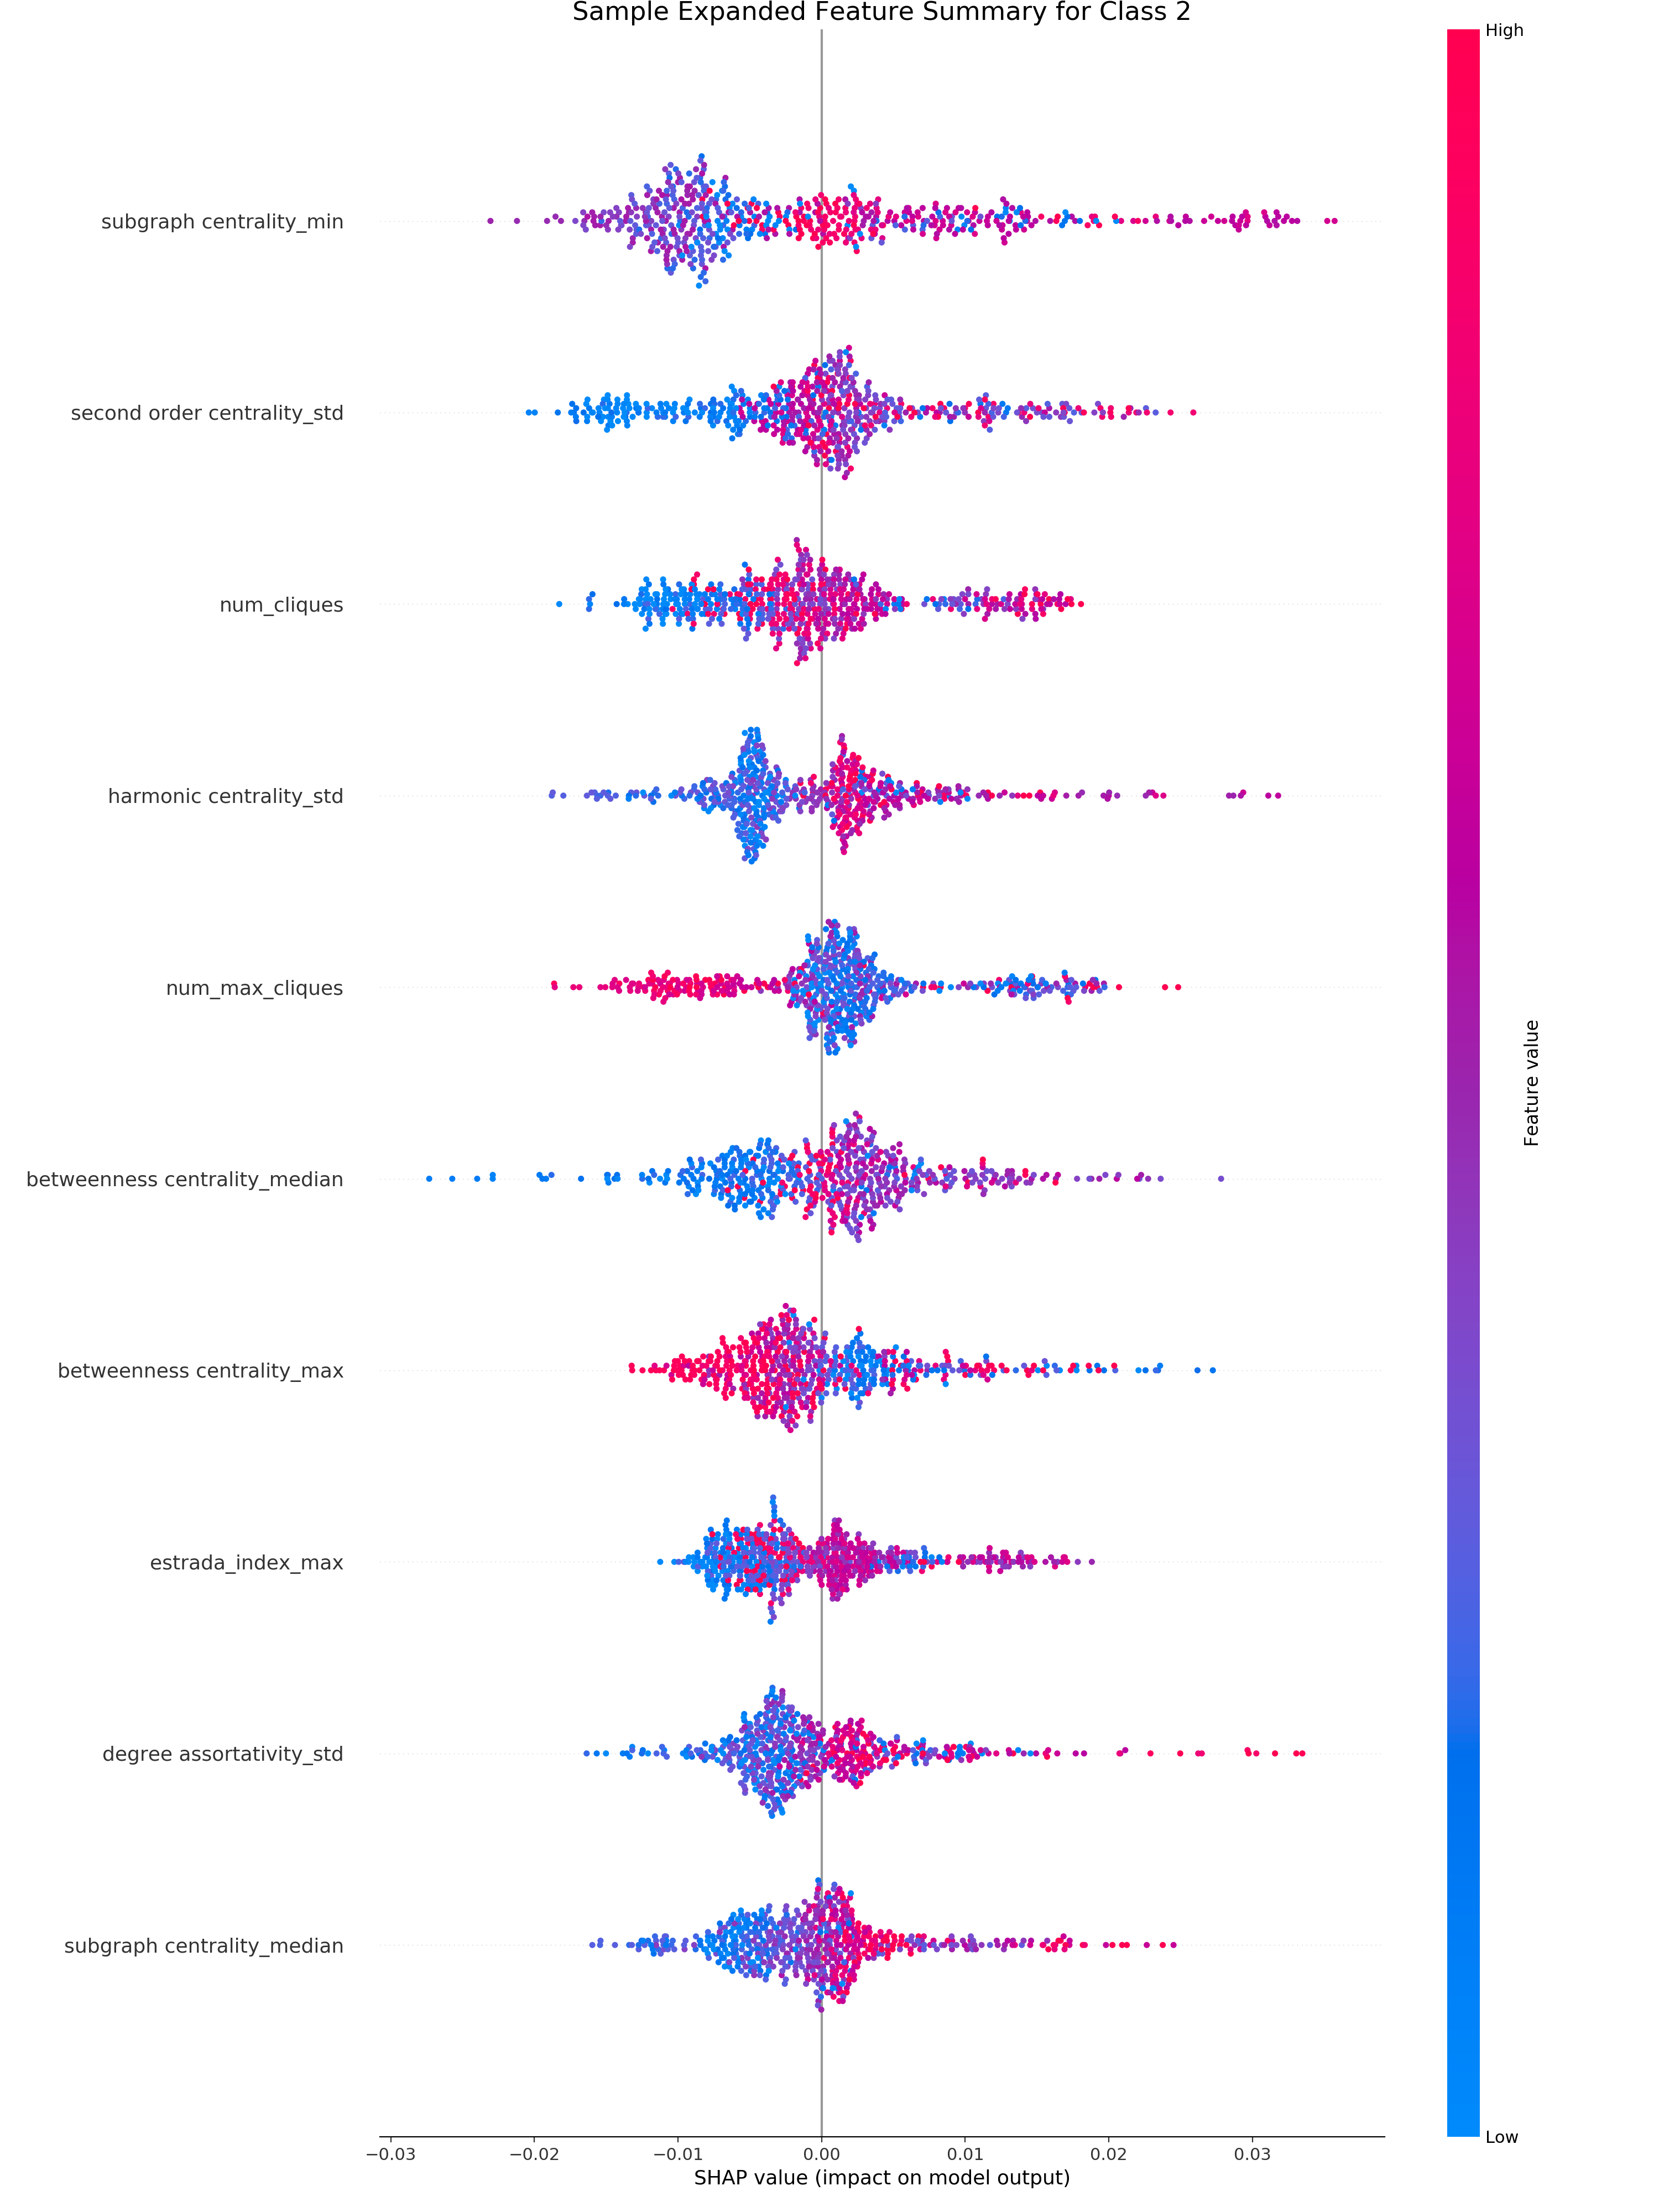 Sample Expanded Feature Summary for Class 2
High
subgraph centrality_min
second order centrality_std
num_cliques
harmonic centrality_std
num_max_cliques
betweenness centrality_median
betweenness centrality_max
estrada_index_max
degree assortativity_std
subgraph centrality_median
Feature value
Low
−0.03 −0.02 −0.01 0.00 0.01 0.02 0.03
SHAP value (impact on model output)